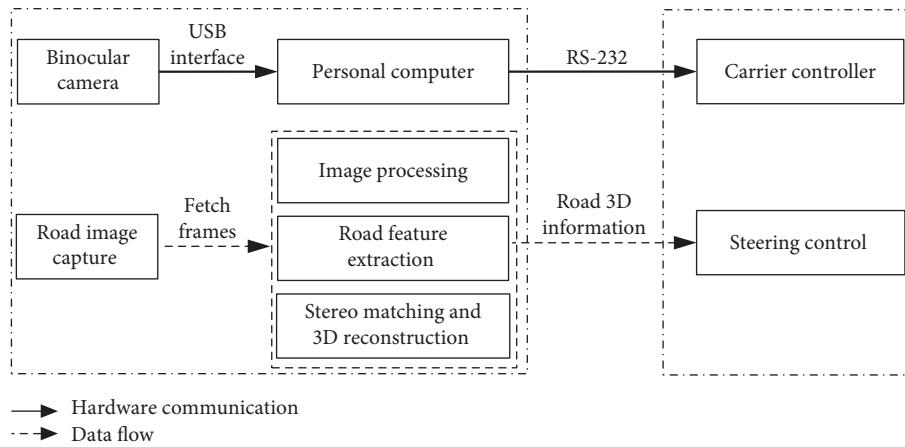 Binocular
camera
USB
interface
Personal computer
RS-232
Carrier controller
Road image
capture
Fetch
frames
Image processing
Road feature
extraction
Stereo matching and
3D reconstruction
Road 3D
information
Steering control
Hardware communication
Data flow